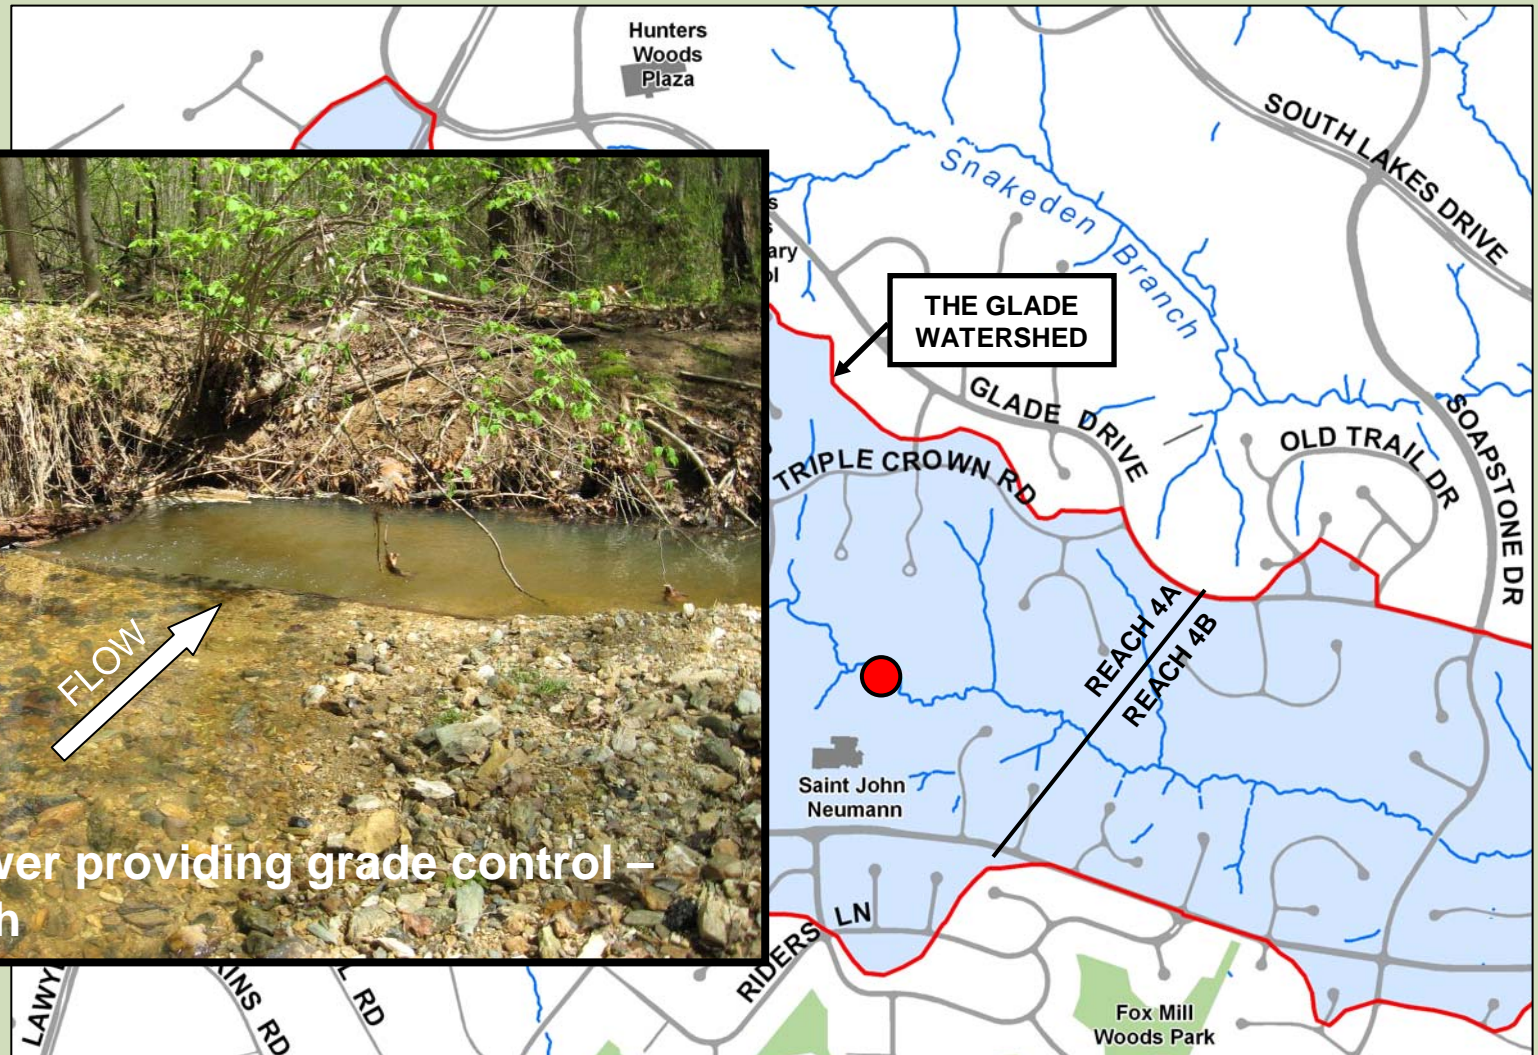 Hunters
Woods
Plaza
SOUTH LAKES DRIVE
Snakeden Branch
THE GLADE
WATERSHED
GLADE DRIVE
TRIPLE CROWN RD
OLD TRAIL DR
SOAPSTONE DR
REACH 4A
REACH 4B
FLOW
Saint John
Neumann
providing grade control –
RIDERS LN
RD
RD
Fox Mill
Woods Park